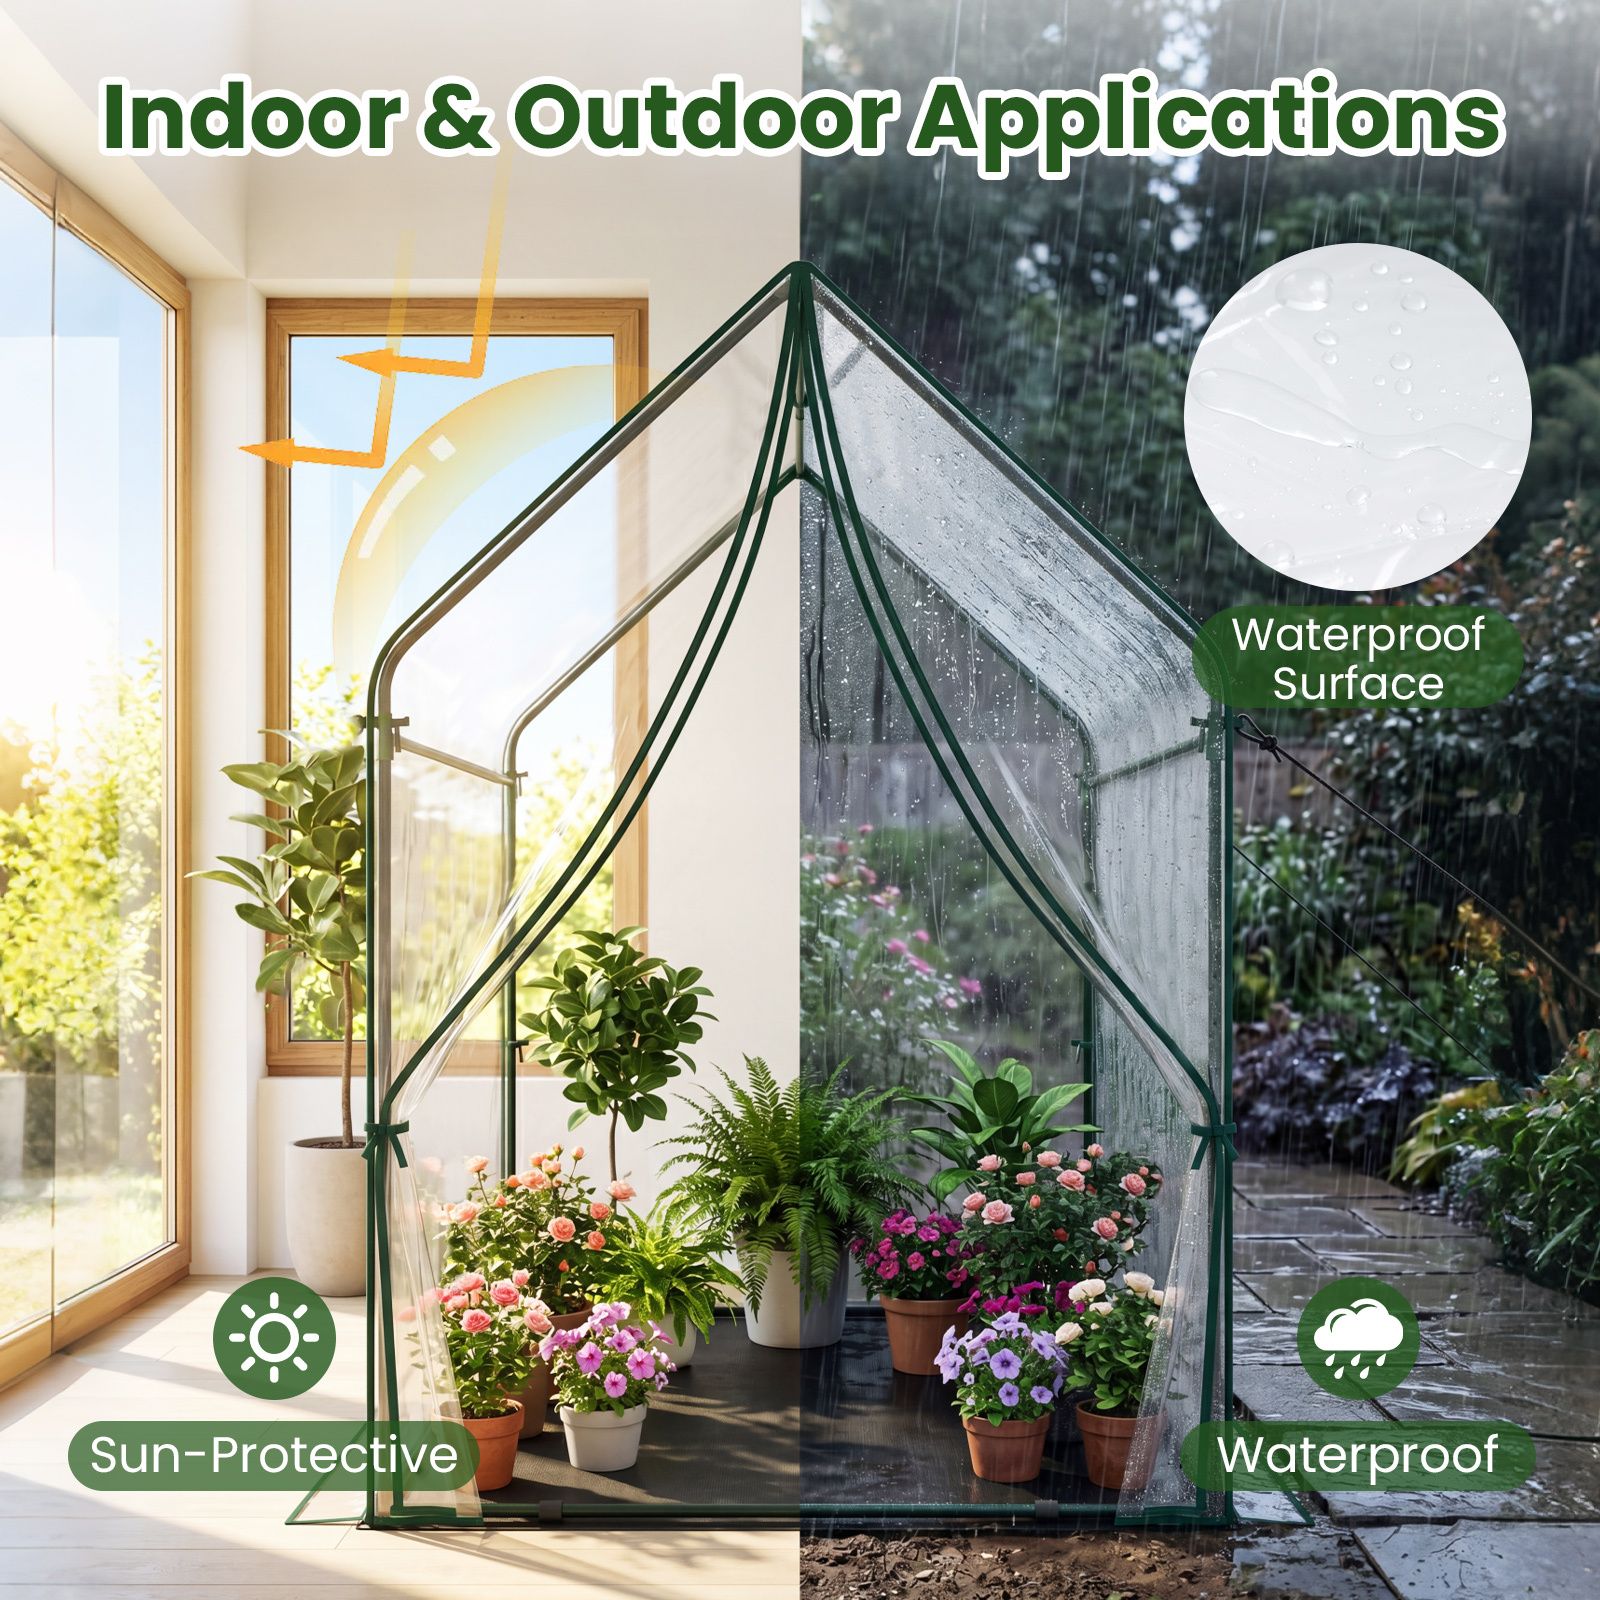 Indoor & Outdoor Applications
Waterproof
Surface
Sun-Protective
Waterproof